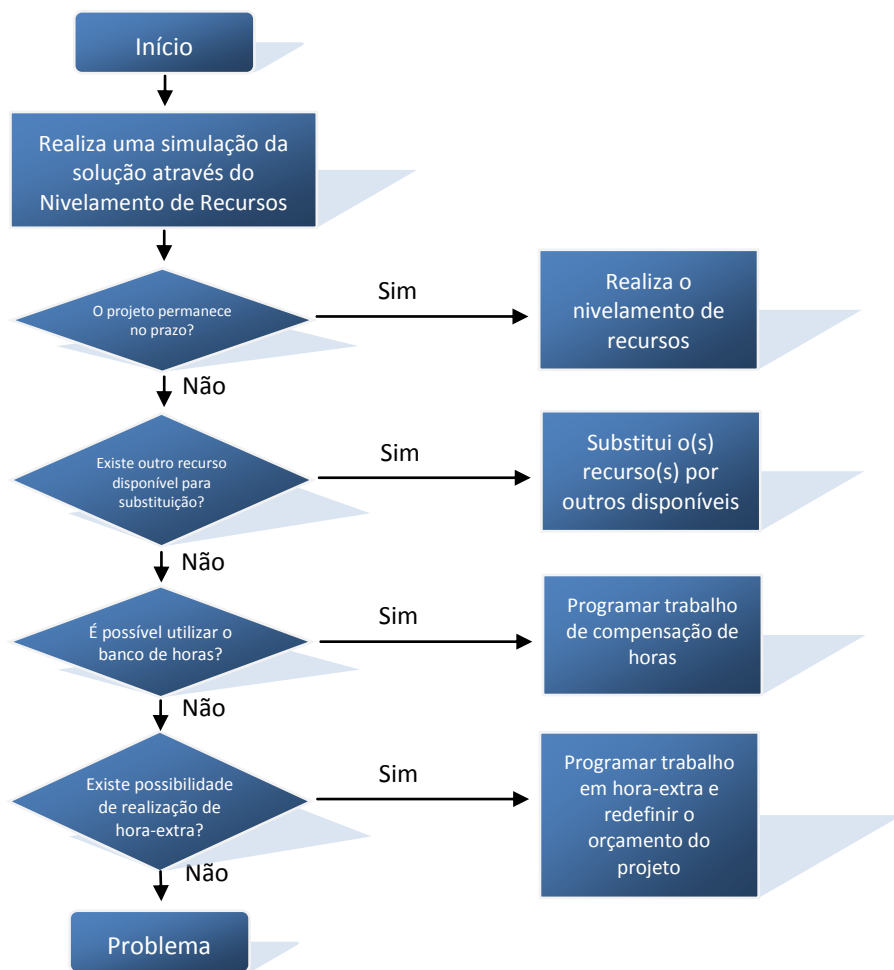 Início
Realiza uma simulação da
solução através do
Nivelamento de Recursos
O projeto permanece
no prazo?
Sim
Realiza o
nivelamento de
recursos
Não
Existe outro recurso
disponível para
substituição?
Sim
Substitui o(s)
recurso(s) por
outros disponíveis
Não
É possível utilizar o
banco de horas?
Sim
Programar trabalho
de compensação de
horas
Não
Existe possibilidade
de realização de
hora-extra?
Sim
Programar trabalho
em hora-extra e
redefinir o
orçamento do
projeto
Não
Problema